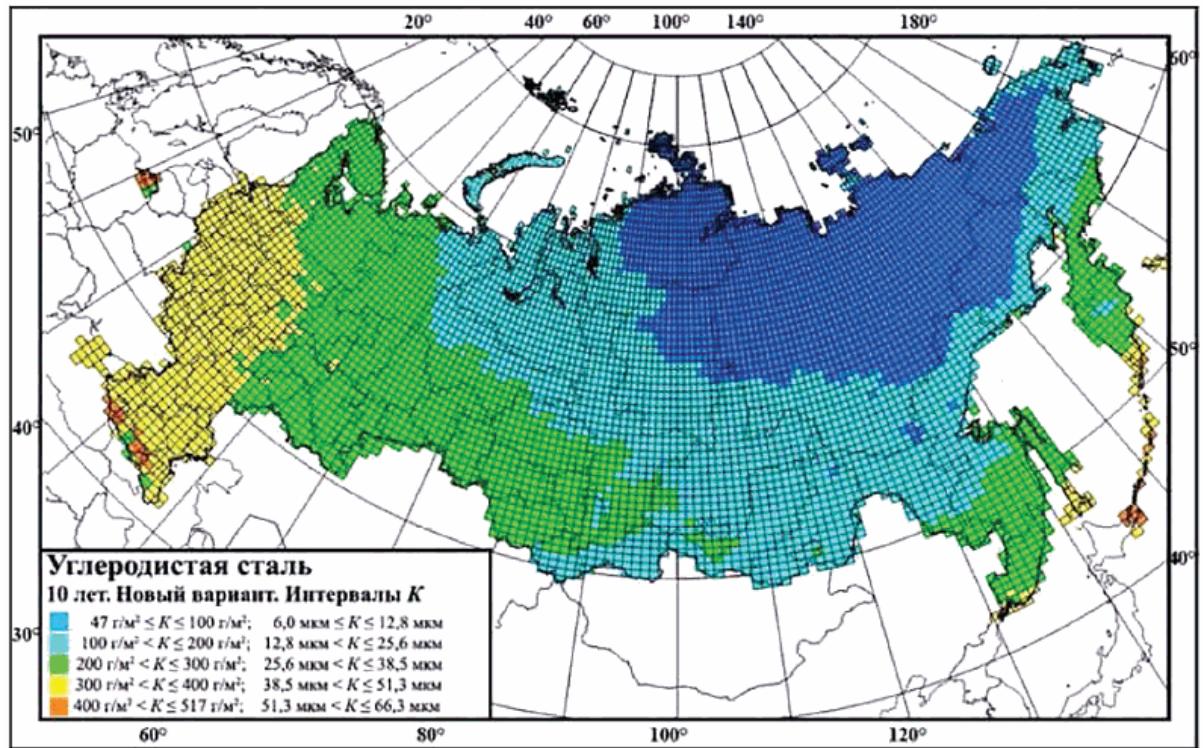 20° 40° 60° 100° 140° 180°
50°
50°
50°
40°
40°
30°
Углеродистая сталь
10 лет. Новый вариант. Интервалы K
47 г/м² ≤ K ≤ 100 г/м²; 6,0 мкм ≤ K ≤ 12,8 мкм
100 г/м² < K ≤ 200 г/м²; 12,8 мкм < K ≤ 25,6 мкм
200 г/м² < K ≤ 300 г/м²; 25,6 мкм < K ≤ 38,5 мкм
300 г/м² < K ≤ 400 г/м²; 38,5 мкм < K ≤ 51,3 мкм
400 г/м² < K ≤ 517 г/м²; 51,3 мкм < K ≤ 66,3 мкм
60° 80° 100° 120°